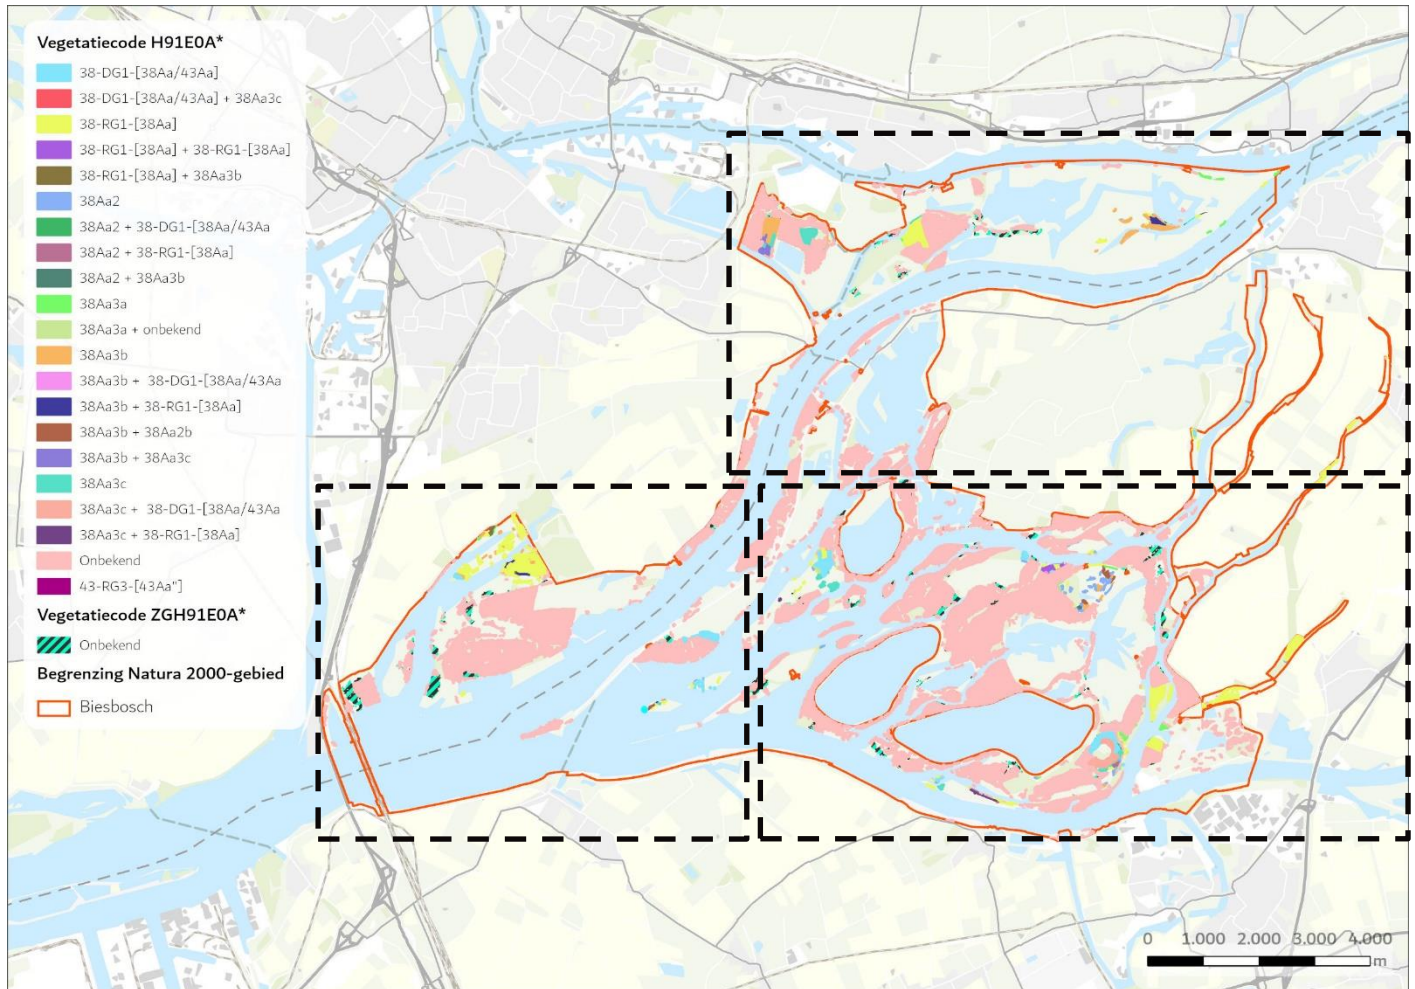 Vegetatiecode H91E0A*
38-DG1-[38Aa/43Aa]
38-DG1-[38Aa/43Aa] + 38Aa3c
38-RG1-[38Aa]
38-RG1-[38Aa] + 38-RG1-[38Aa]
38-RG1-[38Aa] + 38Aa3b
38Aa2
38Aa2 + 38-DG1-[38Aa/43Aa
38Aa2 + 38-RG1-[38Aa]
38Aa2 + 38Aa3b
38Aa3a
38Aa3a + onbekend
38Aa3b
38Aa3b + 38-DG1-[38Aa/43Aa
38Aa3b + 38-RG1-[38Aa]
38Aa3b + 38Aa2b
38Aa3b + 38Aa3c
38Aa3c
38Aa3c + 38-DG1-[38Aa/43Aa
38Aa3c + 38-RG1-[38Aa]
Onbekend
43-RG3-[43Aa"]
Vegetatiecode ZGH91E0A*
Onbekend
Begrenzing Natura 2000-gebied
Biesbosch
0 1.000 2.000 3.000 4.000
m